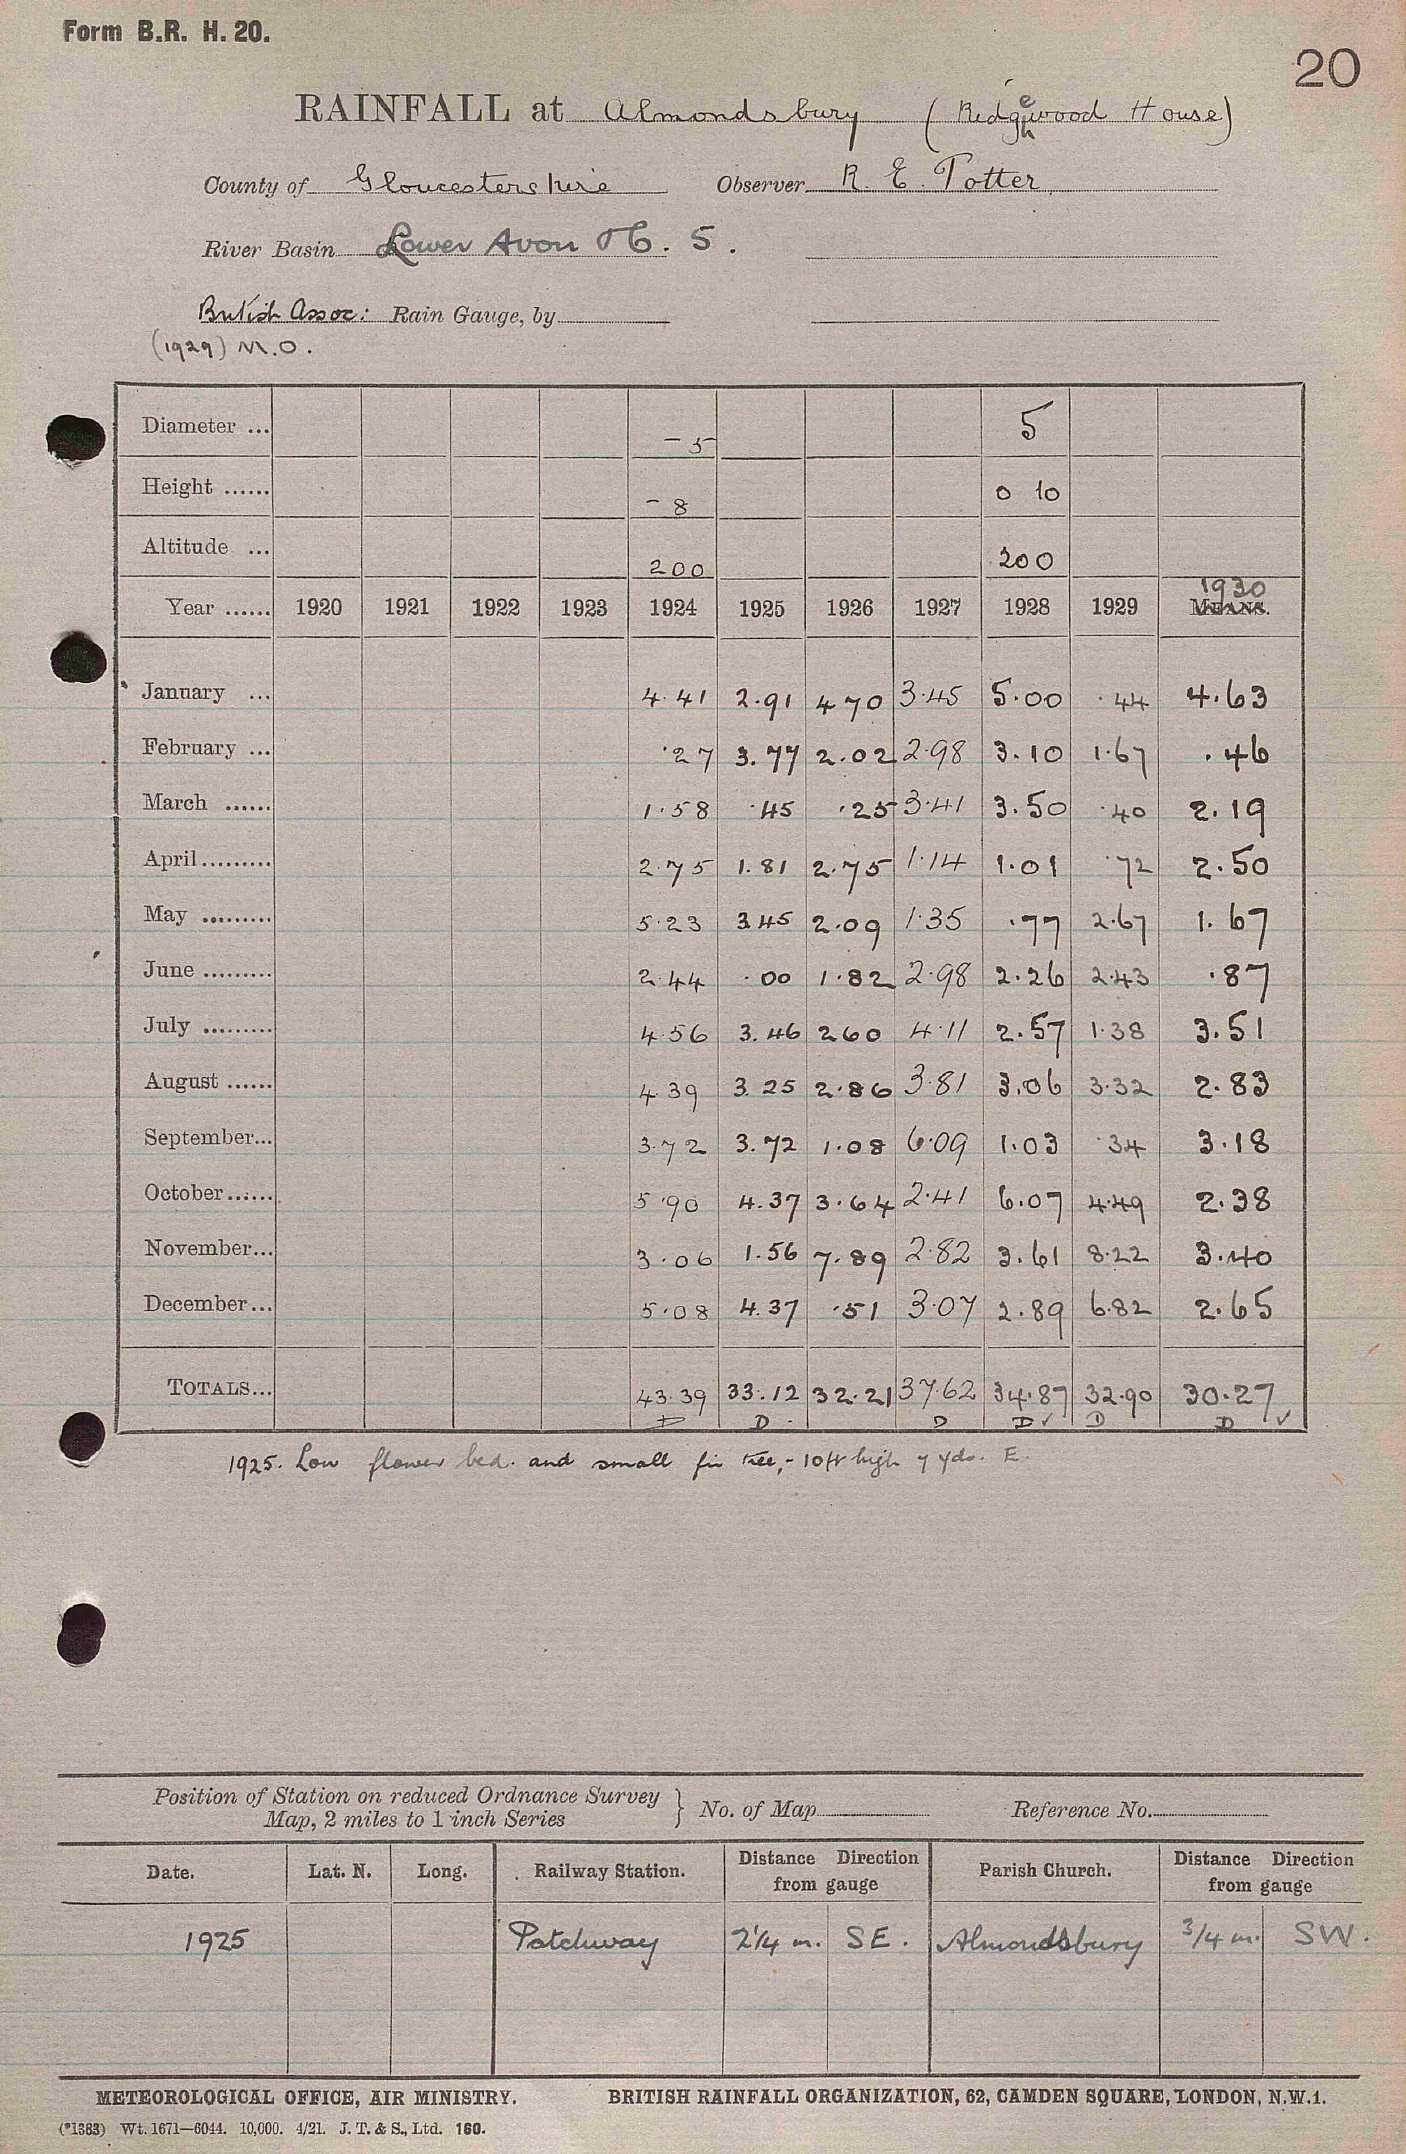 Form B.R. H. 20.
20
RAINFALL at Almondsbury (Ridgewood House)
County of Gloucestershire Observer R. E. Potter
River Basin Lower Avon 5.
British Assoc: Rain Gauge, by
(1929) M.O.
Diameter ... - 5 5
Height ...... - 8 0 10
Altitude ... 200 200
1930
Year ...... 1920 1921 1922 1923 1924 1925 1926 1927 1928 1929 MEANS.
January ... 4.41 2.91 4.70 3.45 5.00 .44 4.63
February ... .27 3.77 2.02 2.98 3.10 1.67 .46
March ...... 1.58 .45 .25 3.41 3.50 .40 2.19
April ......... 2.75 1.81 2.75 1.14 1.01 .72 2.50
May ......... 5.23 3.45 2.09 1.35 .77 2.67 1.67
June ......... 2.44 .00 1.82 2.98 2.26 2.43 .87
July ......... 4.56 3.46 2.60 4.11 2.57 1.38 3.51
August ...... 4.39 3.25 2.86 3.81 3.06 3.32 2.83
September... 3.72 3.72 1.08 6.09 1.03 .34 3.18
October...... 5.90 4.37 3.64 2.41 6.07 4.49 2.38
November... 3.06 1.56 7.89 2.82 3.61 8.22 3.40
December... 5.08 4.37 .51 3.07 2.89 6.82 2.65
TOTALS... 43.39 33.12 32.21 37.62 34.87 32.90 30.27
D D D D ✓ D D ✓
1925. Low flower bed. and small fir tree,- 10ft high 7 yds. E.
Position of Station on reduced Ordnance Survey
Map, 2 miles to 1 inch Series } No. of Map Reference No.
Date. Lat. N. Long. Railway Station. Distance from gauge Direction Parish Church. Distance from gauge Direction
1925 Patchway 2 1/4 m. SE. Almondsbury 3/4 m. SW.
METEOROLOGICAL OFFICE, AIR MINISTRY. BRITISH RAINFALL ORGANIZATION, 62, CAMDEN SQUARE, LONDON, N.W.1.
(*1383) Wt. 1671—6044. 10,000. 4/21. J. T. & S., Ltd. 160.